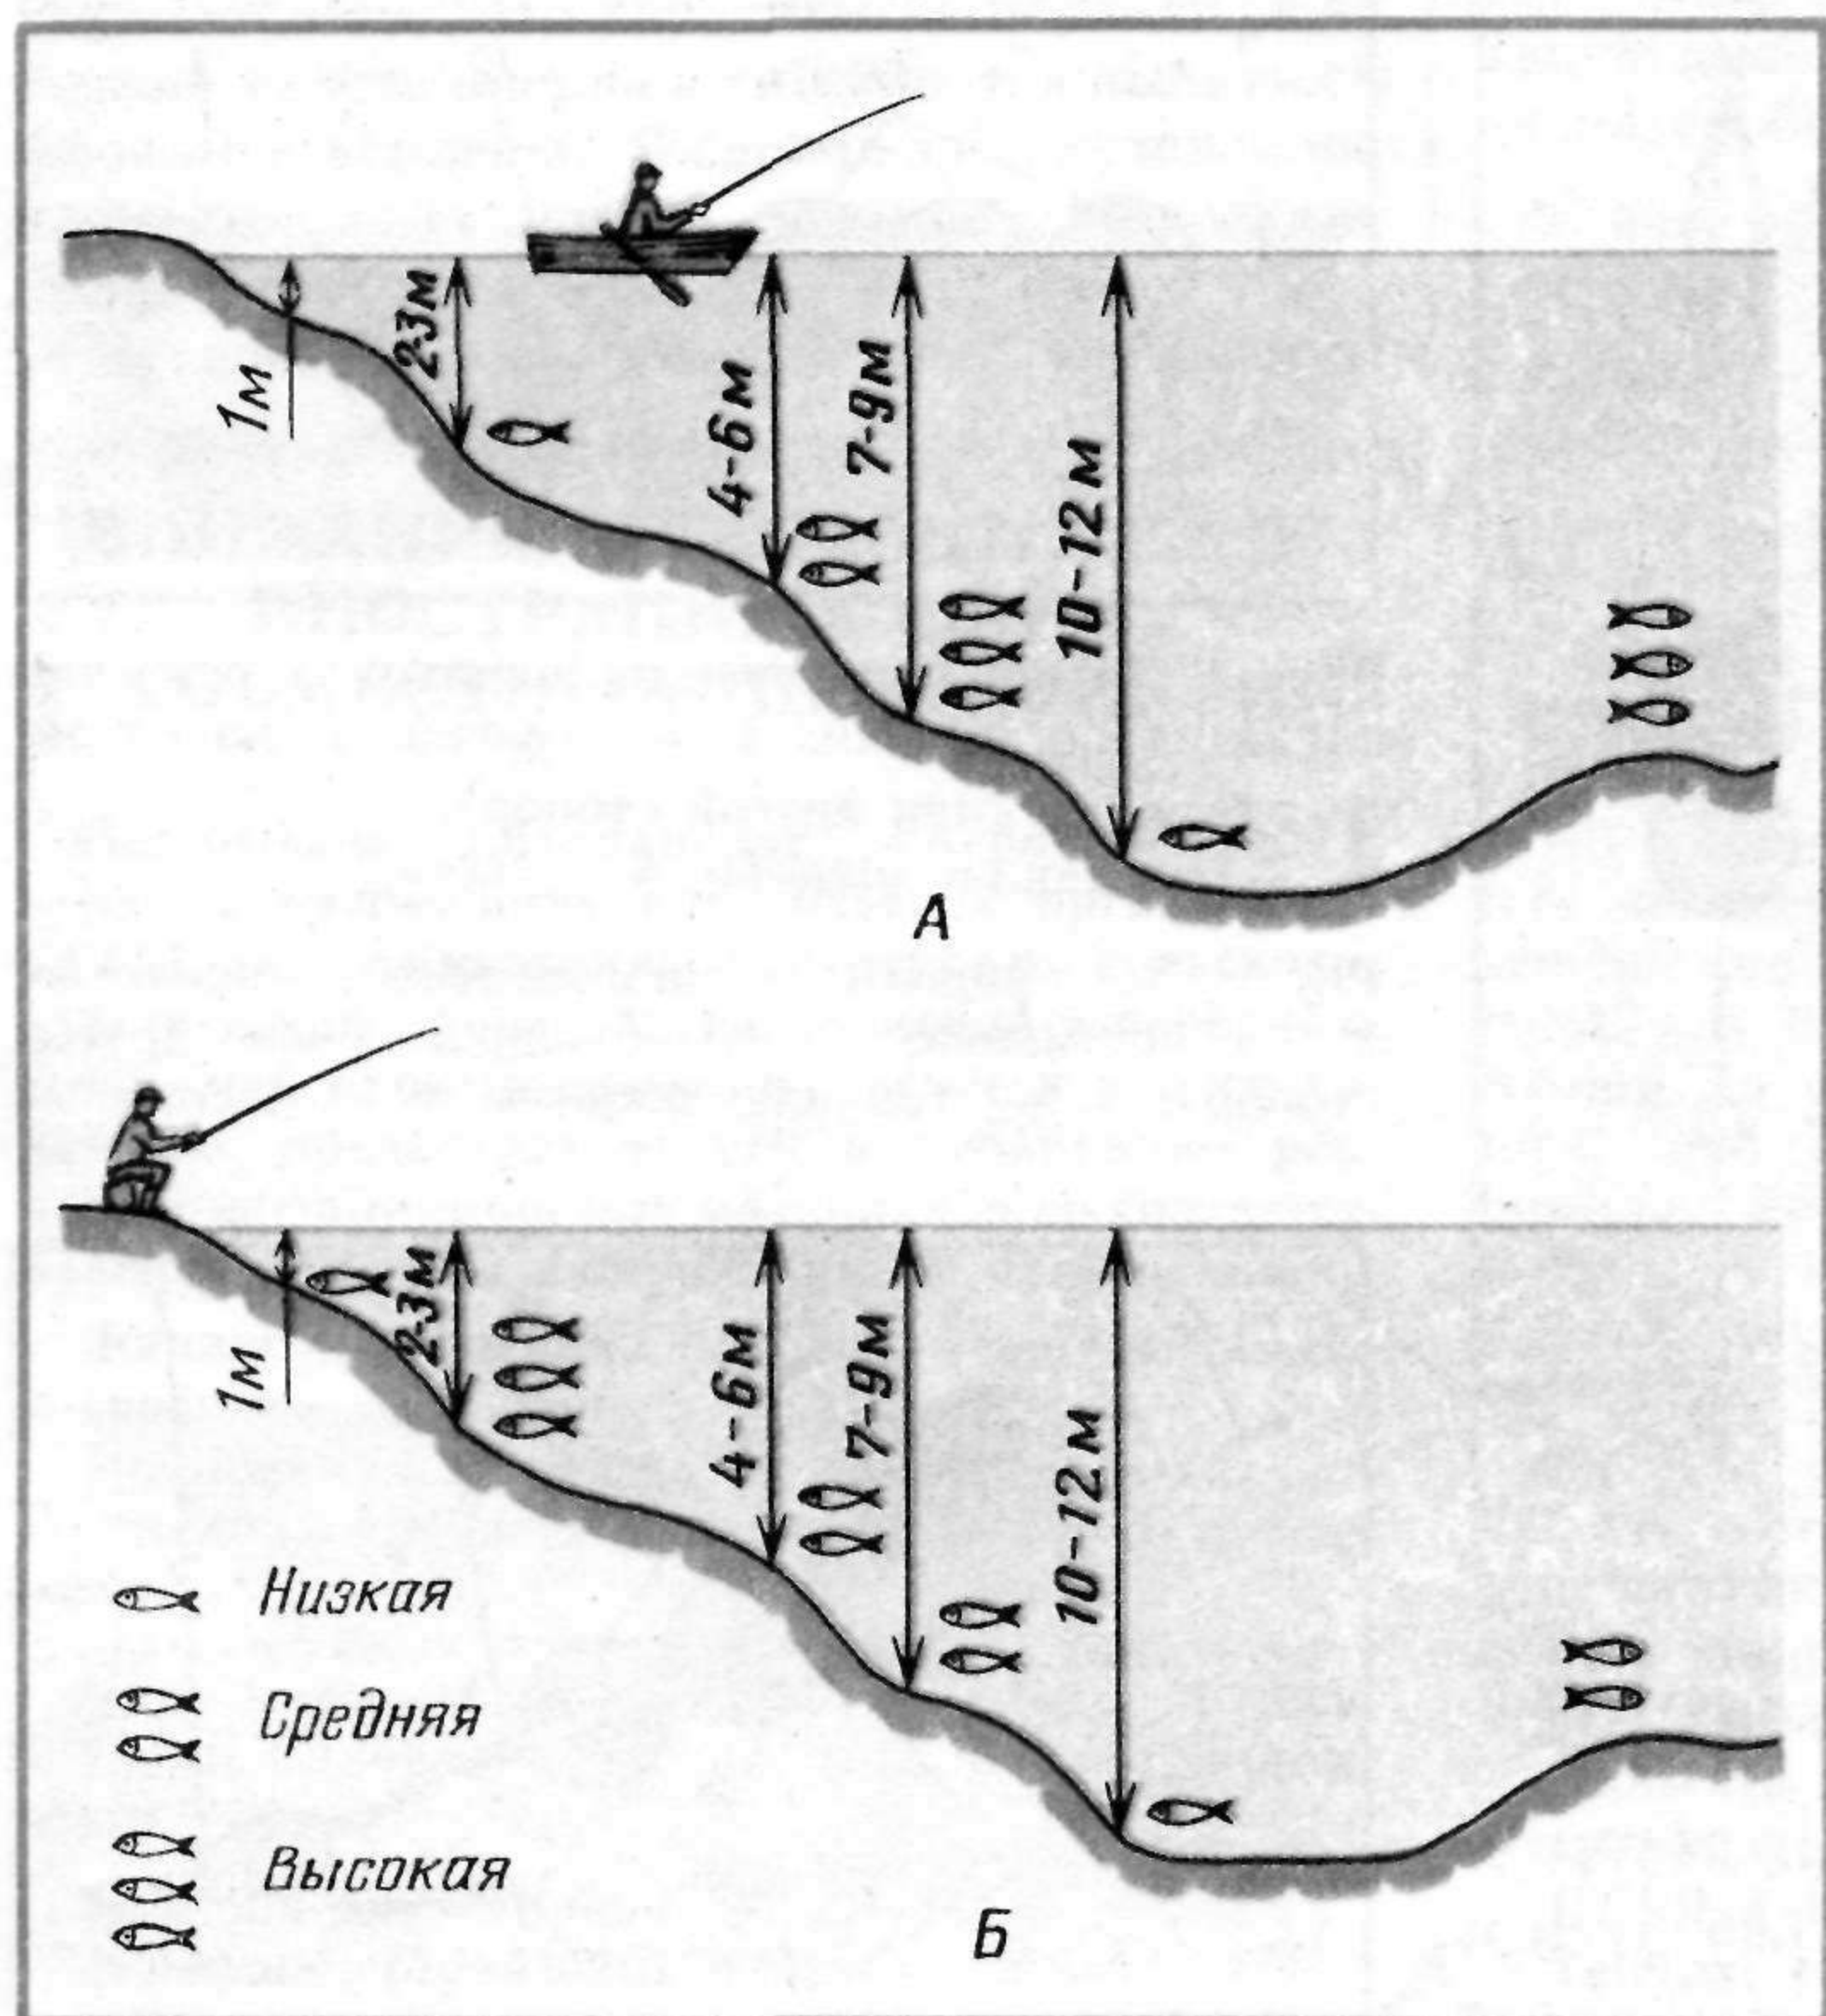 1м
2-3м
4-6м
7-9м
10-12м
А
1м
2-3м
4-6м
7-9м
10-12м
Низкая
Средняя
Высокая
Б